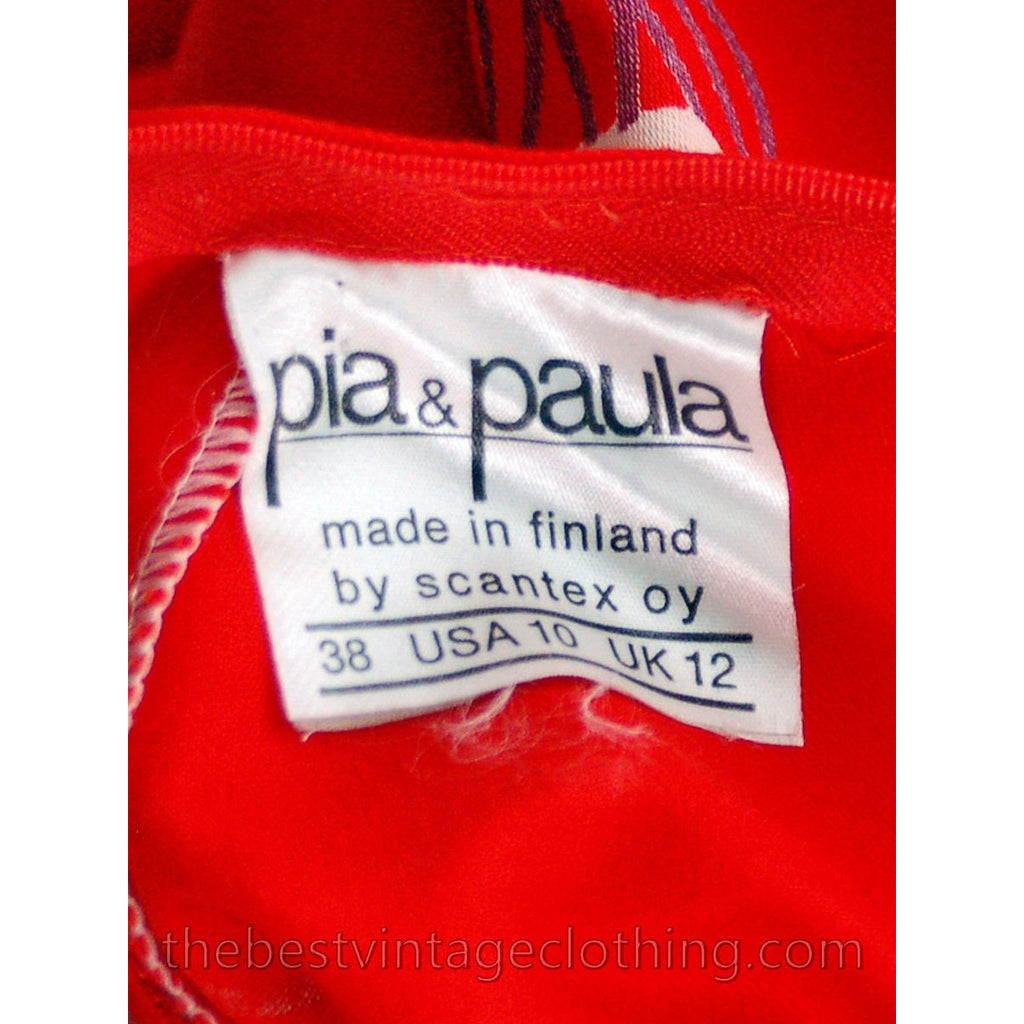 pia & paula
made in finland
by scantex oy
38 USA 10 UK 12
thebestvintageclothing.com